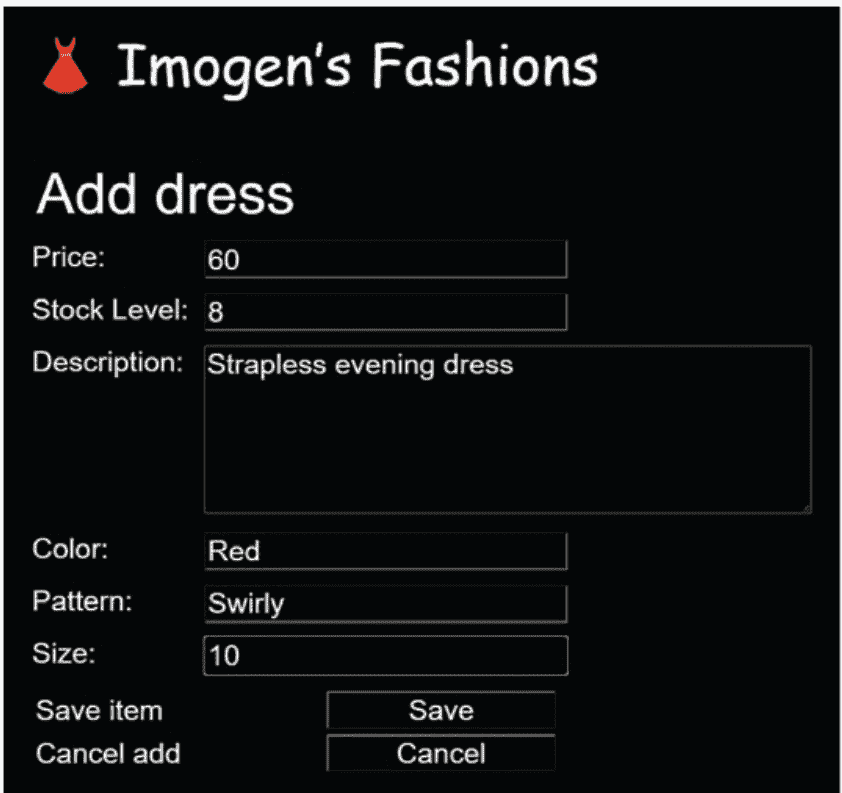 Imogen's Fashions
Add dress
Price: 60
Stock Level: 8
Description: Strapless evening dress
Color: Red
Pattern: Swirly
Size: 10
Save item Save
Cancel add Cancel